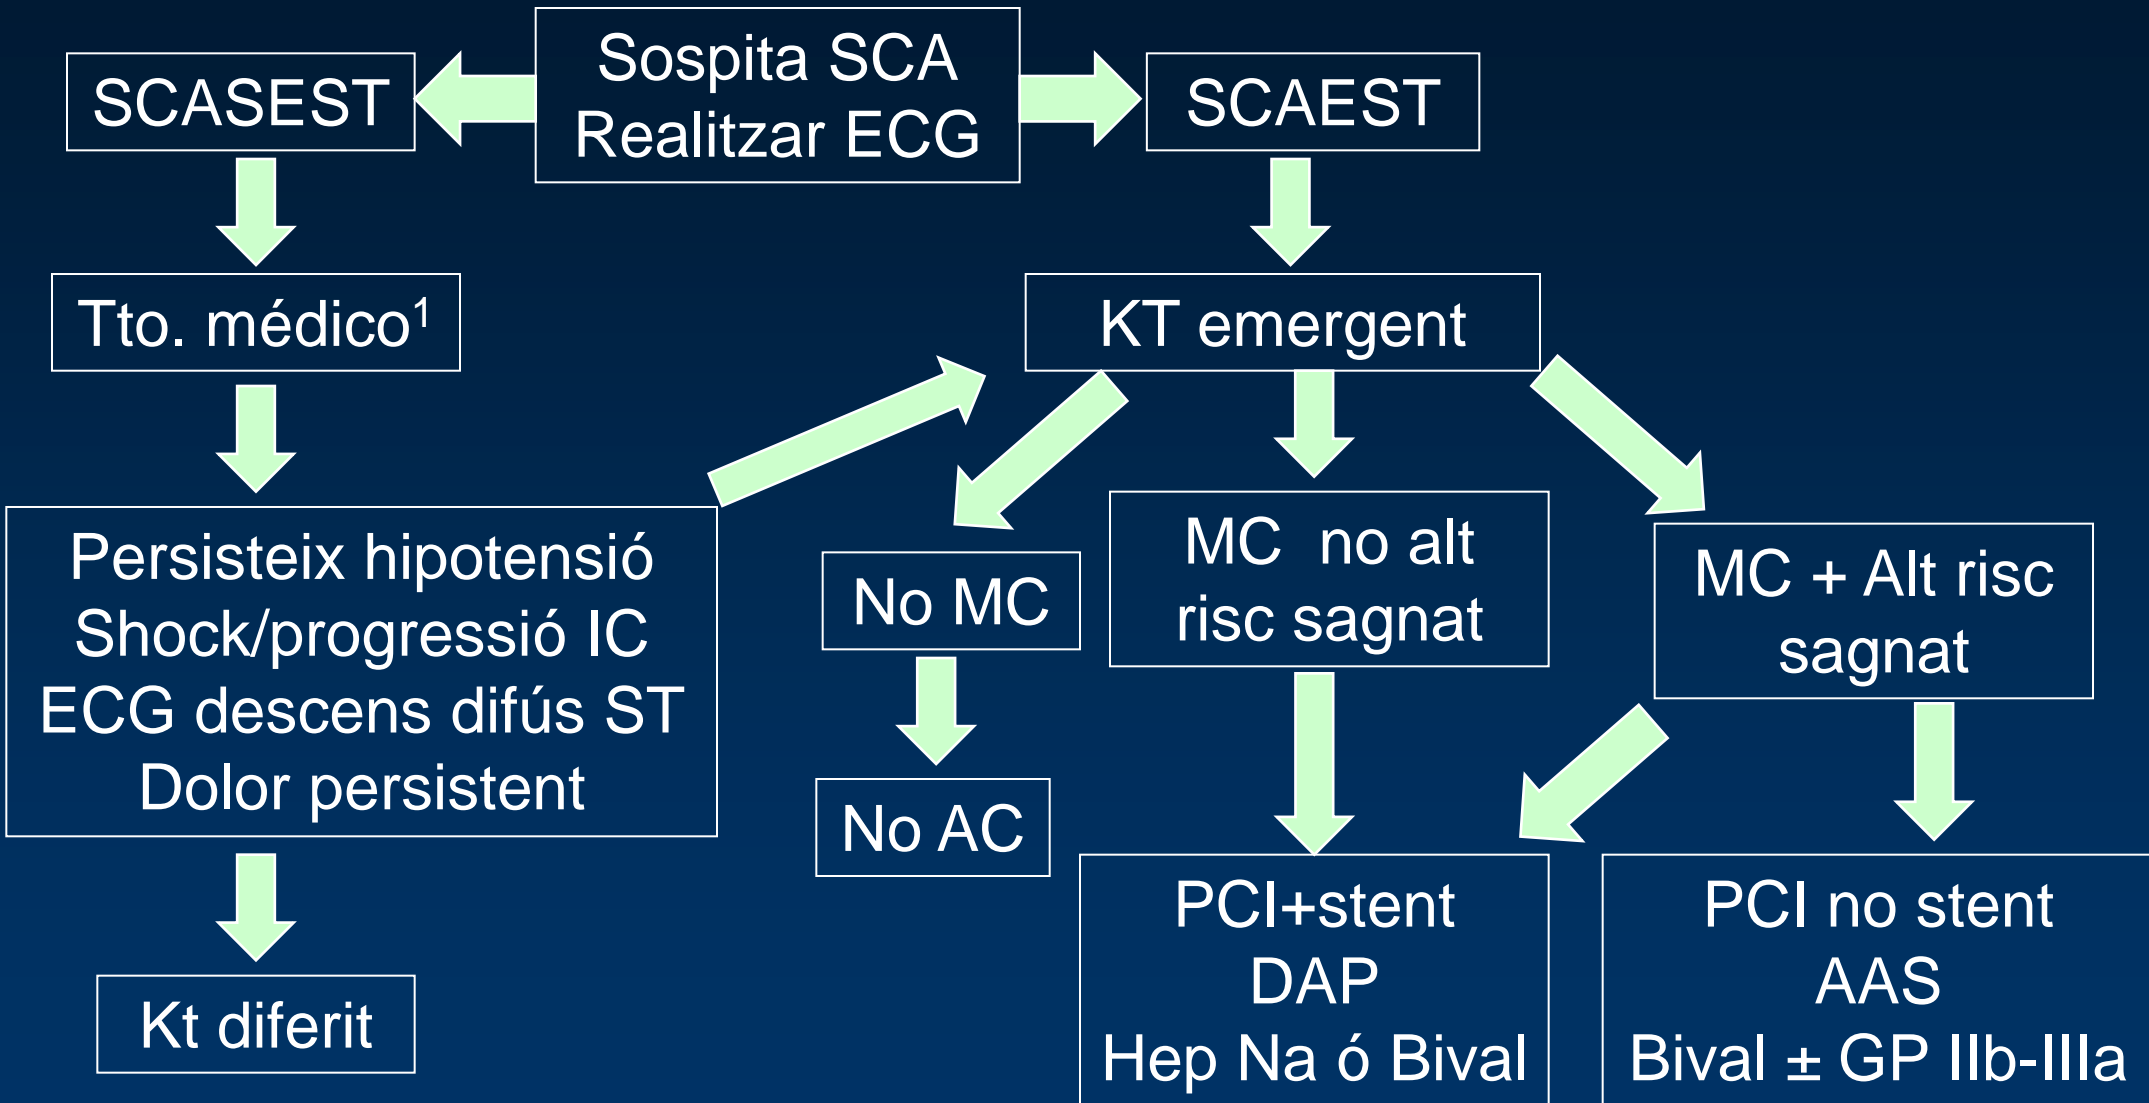 Sospita SCA
Realitzar ECG
SCASEST
SCAEST
Tto. médico1
KT emergent
Persisteix hipotensió
Shock/progressió IC
ECG descens difús ST
Dolor persistent
No MC
MC no alt
risc sagnat
MC + Alt risc
sagnat
No AC
Kt diferit
PCI+stent
DAP
Hep Na ó Bival
PCI no stent
AAS
Bival ± GP IIb-IIIa